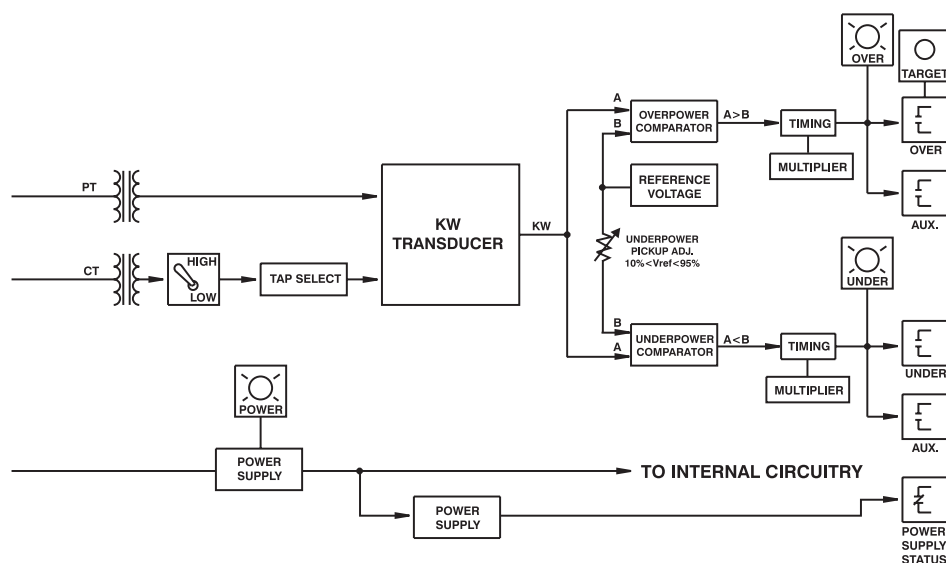 OVER
TARGET
A
OVERPOWER
COMPARATOR
B
A>B
TIMING
MULTIPLIER
OVER
PT
REFERENCE
VOLTAGE
AUX.
KW
TRANSDUCER
KW
UNDERPOWER
PICKUP ADJ.
10%<Vref<95%
CT
HIGH
LOW
TAP SELECT
UNDER
B
A
UNDERPOWER
COMPARATOR
A<B
TIMING
MULTIPLIER
UNDER
POWER
AUX.
POWER
SUPPLY
TO INTERNAL CIRCUITRY
POWER
SUPPLY
POWER
SUPPLY
STATUS